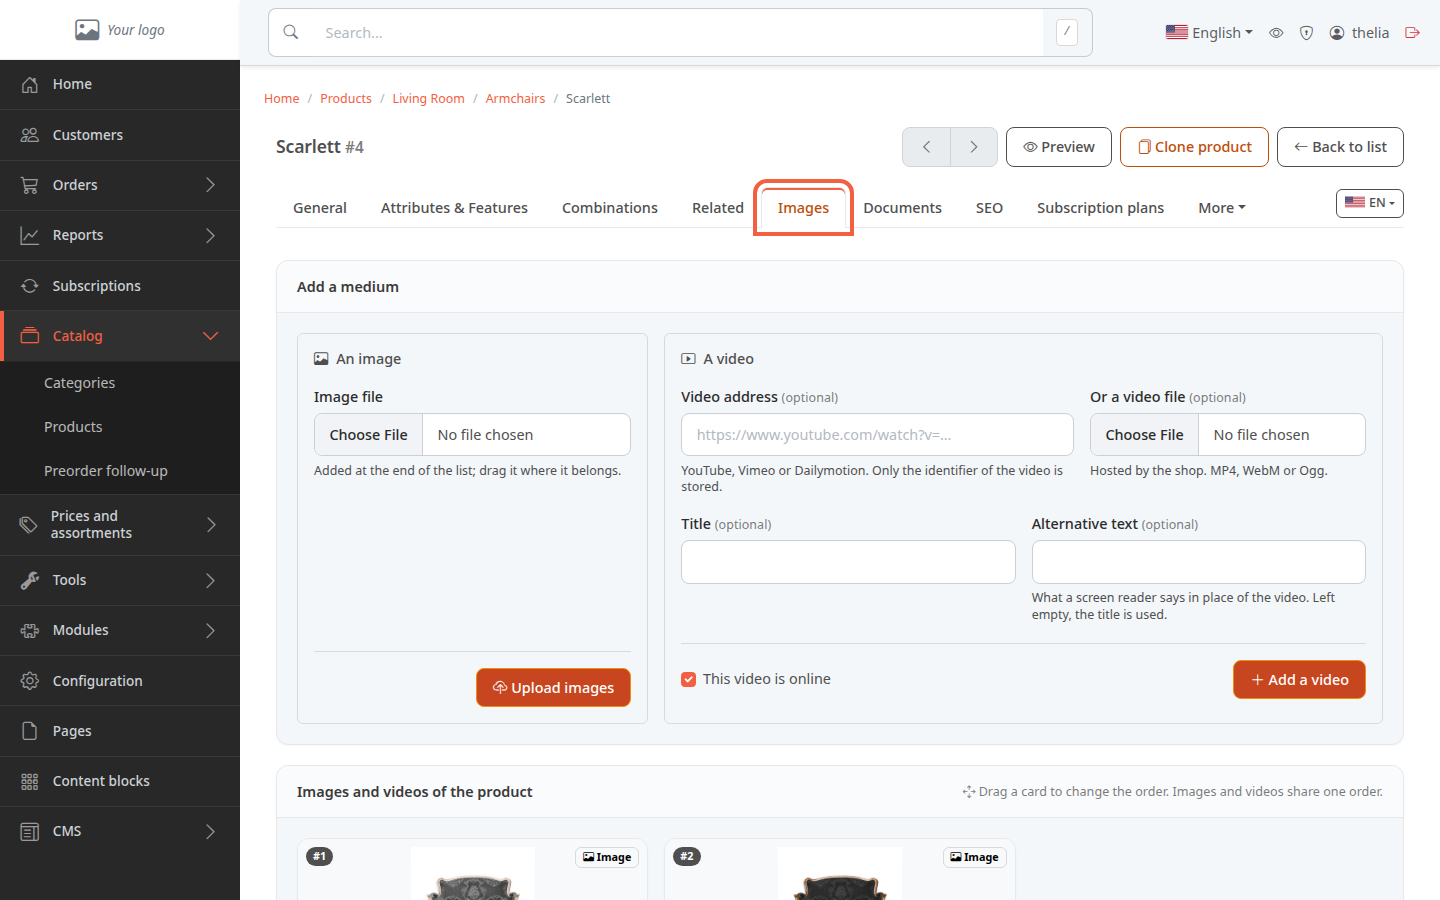 Your logo
Search...
/
English
thelia
Home
Customers
Orders
Reports
Subscriptions
Catalog
Categories
Products
Preorder follow-up
Prices and
assortments
Tools
Modules
Configuration
Pages
Content blocks
CMS
Home / Products / Living Room / Armchairs / Scarlett
Scarlett #4
Preview
Clone product
Back to list
General
Attributes & Features
Combinations
Related
Images
Documents
SEO
Subscription plans
More
EN
Add a medium
An image
Image file
Choose File
No file chosen
Added at the end of the list; drag it where it belongs.
Upload images
A video
Video address (optional)
https://www.youtube.com/watch?v=...
YouTube, Vimeo or Dailymotion. Only the identifier of the video is
stored.
Or a video file (optional)
Choose File
No file chosen
Hosted by the shop. MP4, WebM or Ogg.
Title (optional)
Alternative text (optional)
What a screen reader says in place of the video. Left
empty, the title is used.
This video is online
Add a video
Images and videos of the product
Drag a card to change the order. Images and videos share one order.
#1
Image
#2
Image